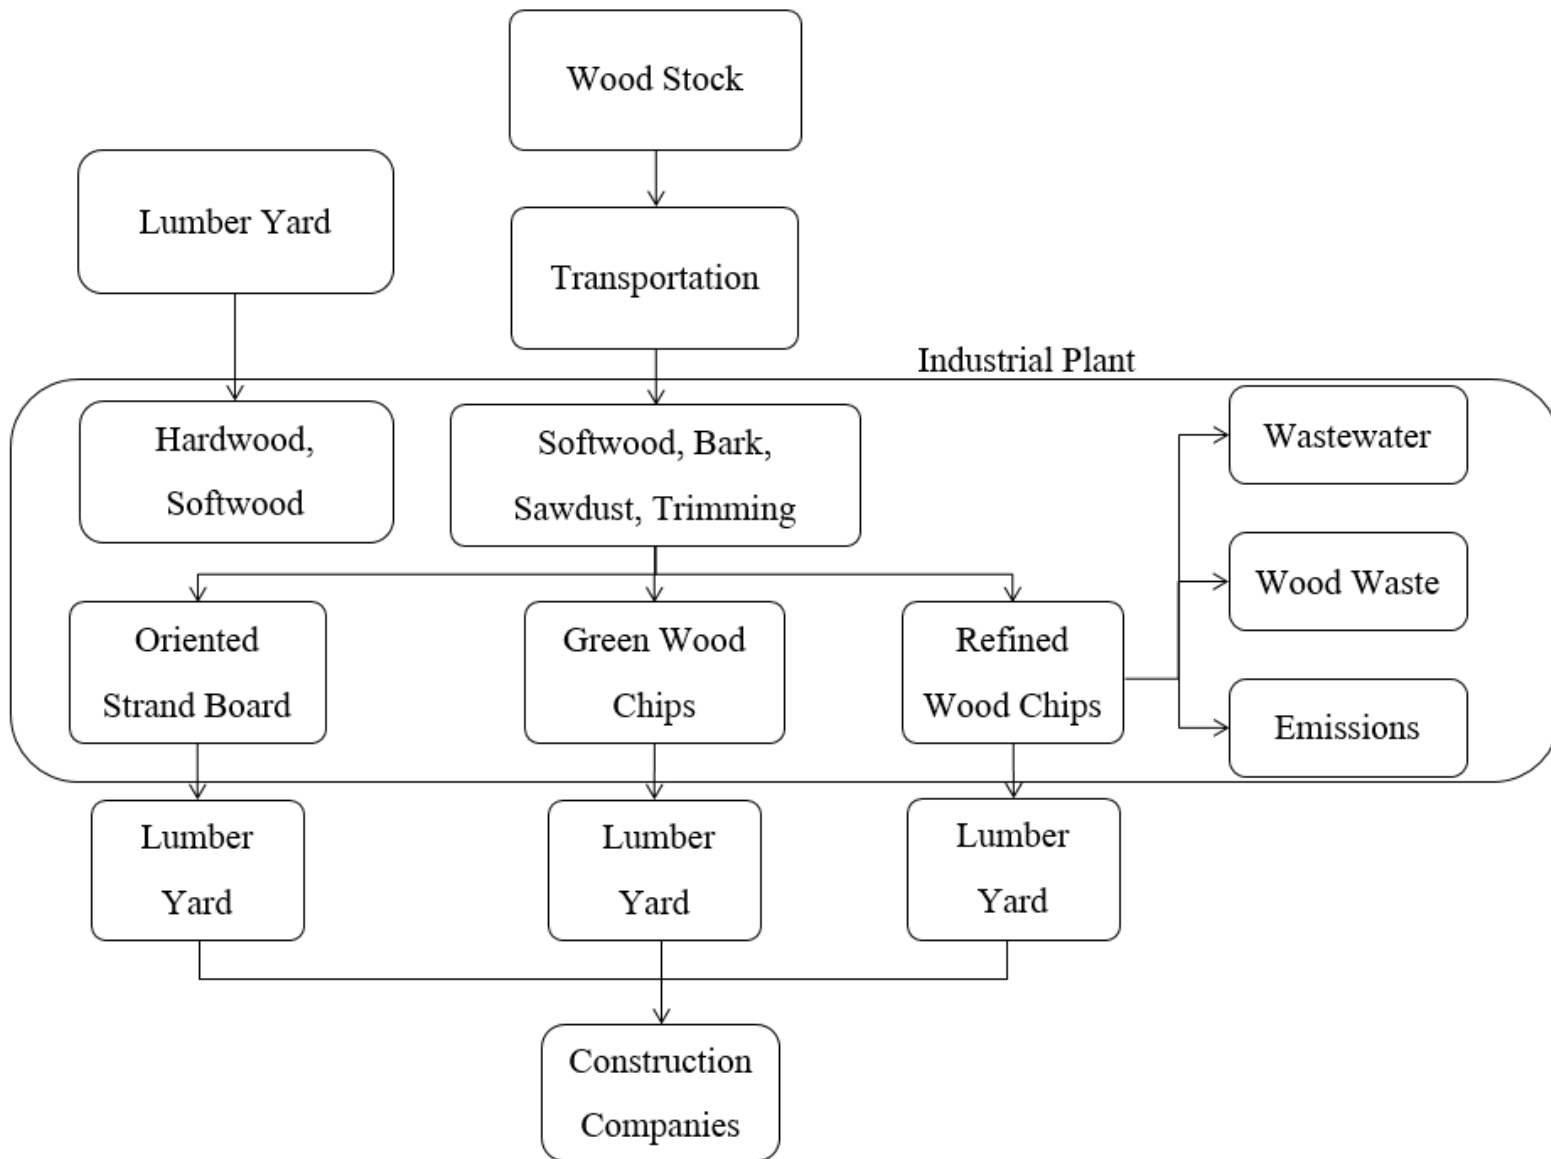 Wood Stock
Lumber Yard
Transportation
Industrial Plant
Hardwood,
Softwood
Softwood, Bark,
Sawdust, Trimming
Wastewater
Wood Waste
Emissions
Oriented
Strand Board
Green Wood
Chips
Refined
Wood Chips
Lumber
Yard
Lumber
Yard
Lumber
Yard
Construction
Companies